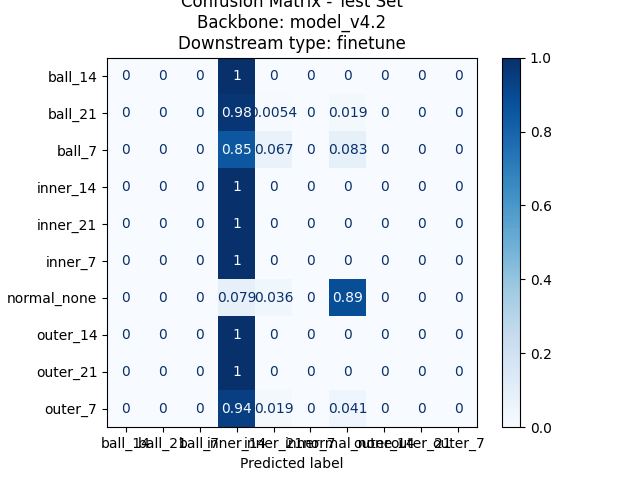 Confusion Matrix - Test Set
Backbone: model_v4.2
Downstream type: finetune
ball_14 0 0 0 1 0 0 0 0 0 0
ball_21 0 0 0 0.98 0.0054 0 0.019 0 0 0
ball_7 0 0 0 0.85 0.067 0 0.083 0 0 0
inner_14 0 0 0 1 0 0 0 0 0 0
inner_21 0 0 0 1 0 0 0 0 0 0
inner_7 0 0 0 1 0 0 0 0 0 0
normal_none 0 0 0 0.079 0.036 0 0.89 0 0 0
outer_14 0 0 0 1 0 0 0 0 0 0
outer_21 0 0 0 1 0 0 0 0 0 0
outer_7 0 0 0 0.94 0.019 0 0.041 0 0 0
ball_14 ball_21 ball_7 inner_14 inner_21 inner_7 normal_none outer_14 outer_21 outer_7
Predicted label
1.0
0.8
0.6
0.4
0.2
0.0